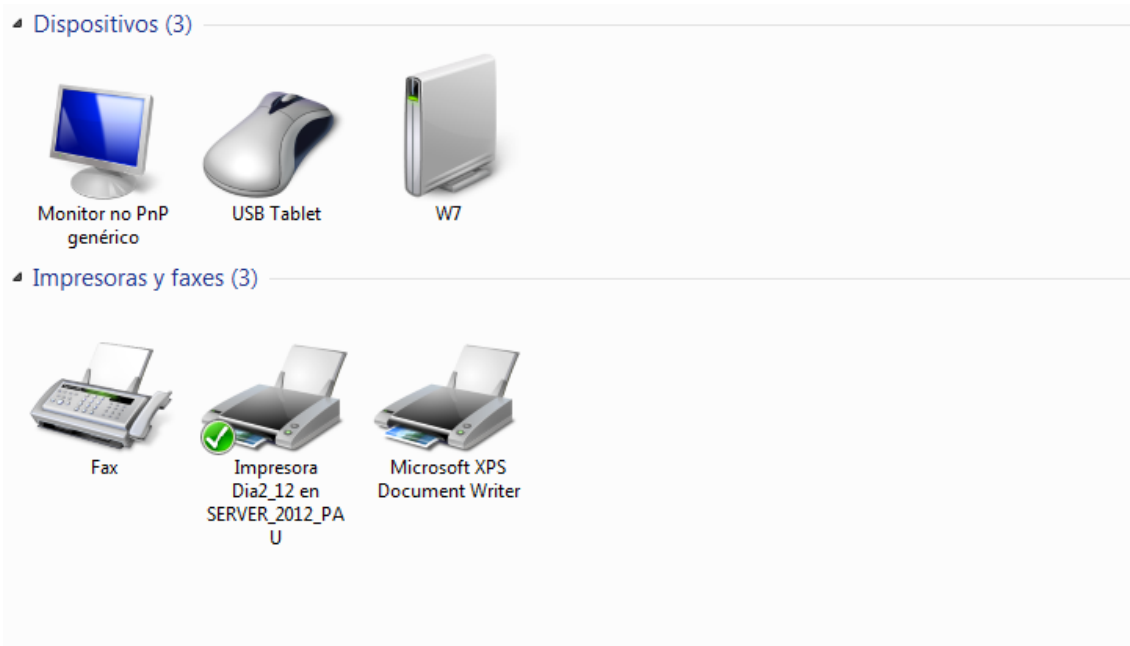 Dispositivos (3)
Monitor no PnP
genérico
USB Tablet
W7
Impresoras y faxes (3)
Fax
Impresora
Dia2_12 en
SERVER_2012_PA
U
Microsoft XPS
Document Writer